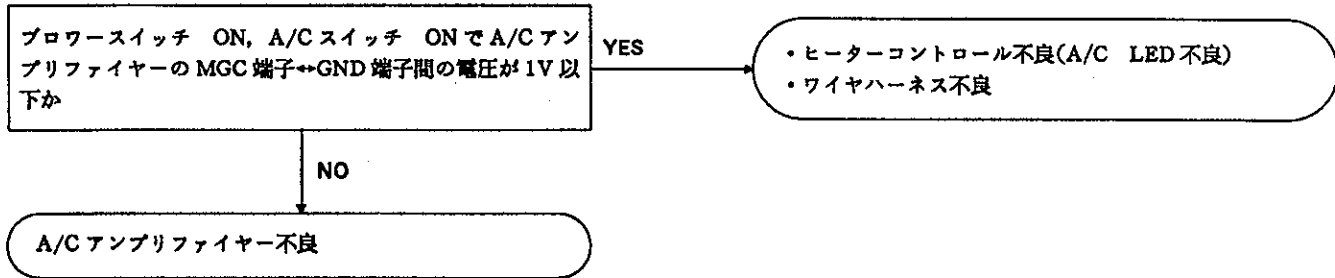 ブロワースイッチ ON, A/C スイッチ ON で A/C アン
プリファイヤーの MGC 端子↔GND 端子間の電圧が 1V 以
下か
YES
・ヒーターコントロール不良(A/C LED 不良)
・ワイヤハーネス不良
NO
A/C アンプリファイヤー不良